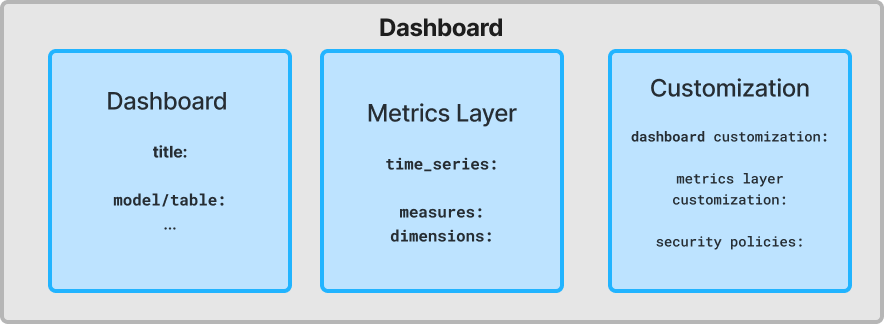 Dashboard
Dashboard
title:
model/table:
...
Metrics Layer
time_series:
measures:
dimensions:
Customization
dashboard customization:
metrics layer
customization:
security policies: